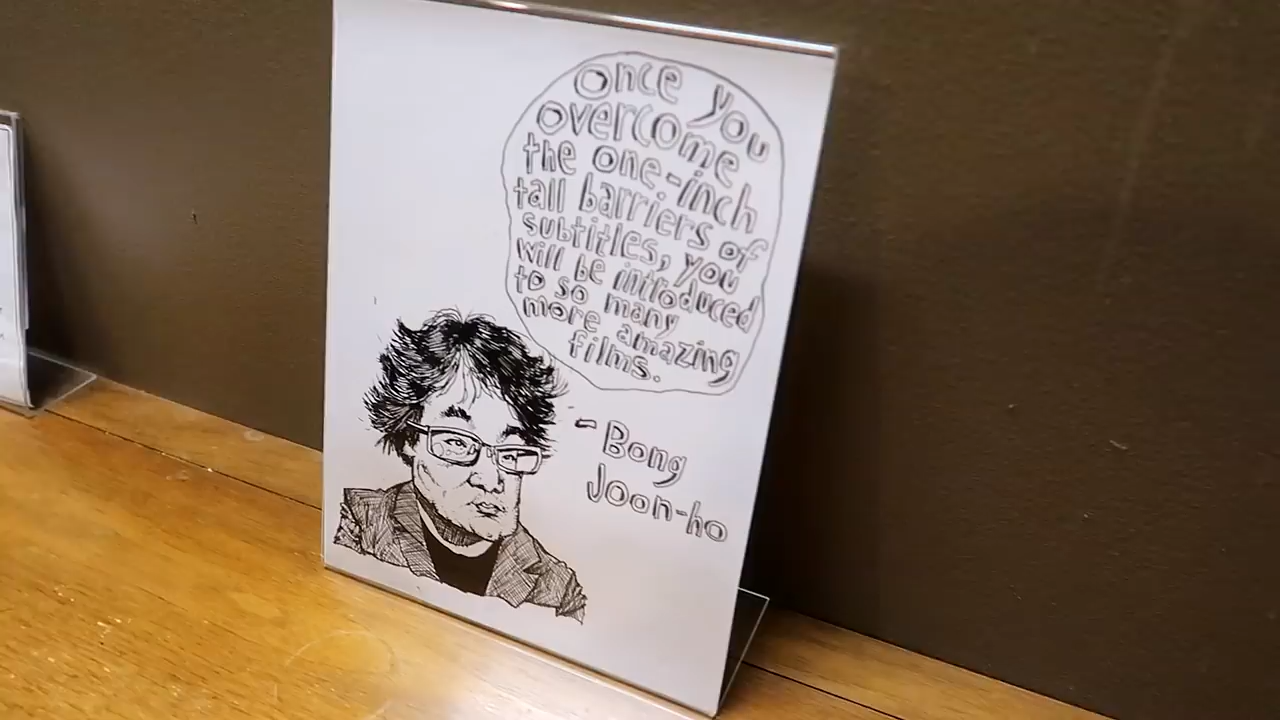 Once you
overcome
the one-inch
tall barriers of
subtitles, you
will be introduced
to so many
more amazing
films.
- Bong
Joon-ho